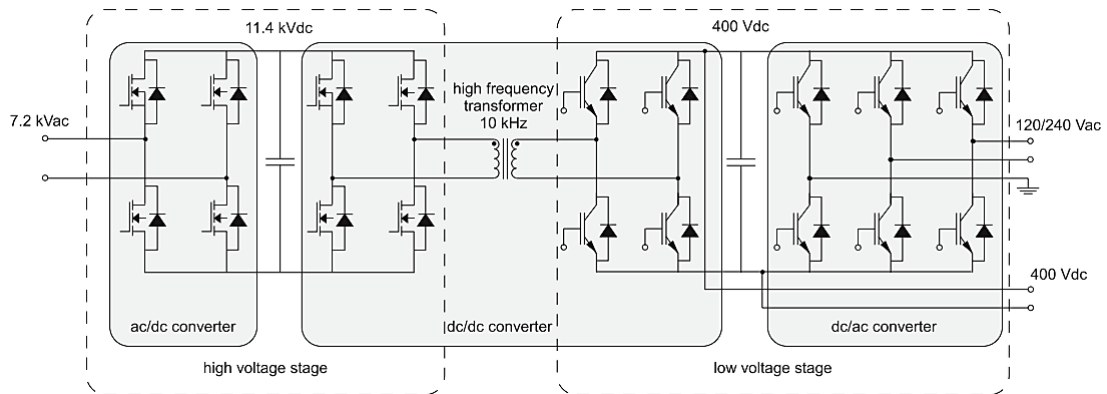 11.4 kVdc
400 Vdc
high frequency
transformer
10 kHz
7.2 kVac
120/240 Vac
400 Vdc
ac/dc converter
dc/dc converter
dc/ac converter
high voltage stage
low voltage stage